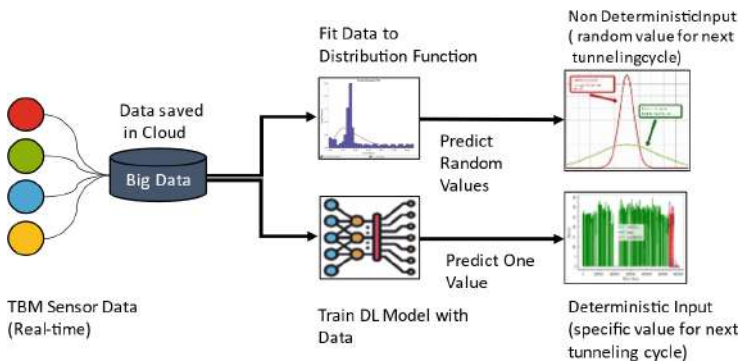 Fit Data to
Distribution Function
Non DeterministicInput
( random value for next
tunnelingcycle)
Data saved
in Cloud
Big Data
Predict
Random
Values
Predict One
Value
TBM Sensor Data
(Real-time)
Train DL Model with
Data
Deterministic Input
(specific value for next
tunneling cycle)